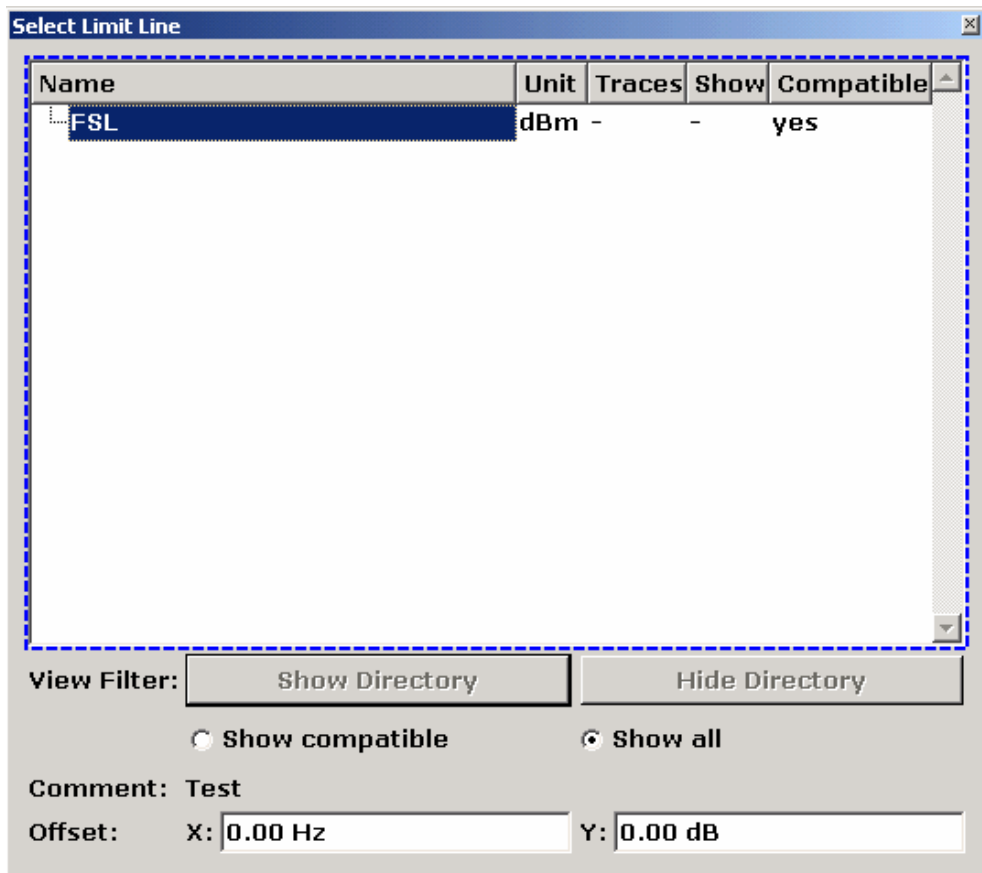 Select Limit Line
Name Unit Traces Show Compatible
FSL dBm - - yes
View Filter: Show Directory Hide Directory
Show compatible Show all
Comment: Test
Offset: X: 0.00 Hz Y: 0.00 dB